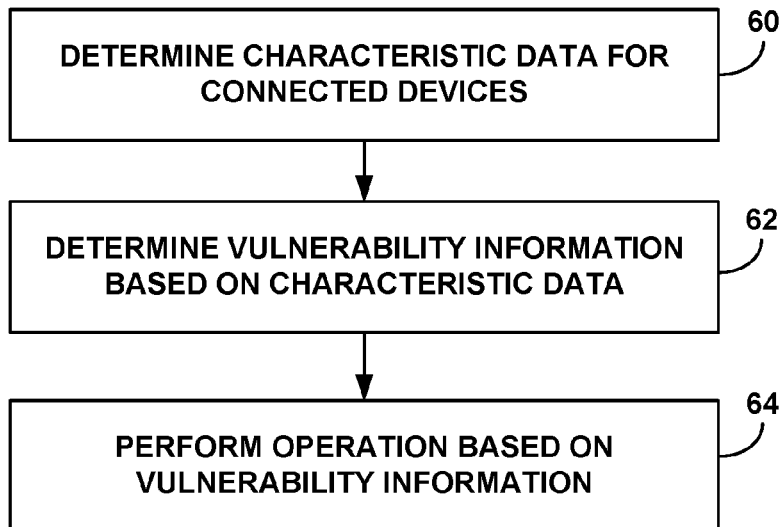 60
DETERMINE CHARACTERISTIC DATA FOR
CONNECTED DEVICES
62
DETERMINE VULNERABILITY INFORMATION
BASED ON CHARACTERISTIC DATA
64
PERFORM OPERATION BASED ON
VULNERABILITY INFORMATION